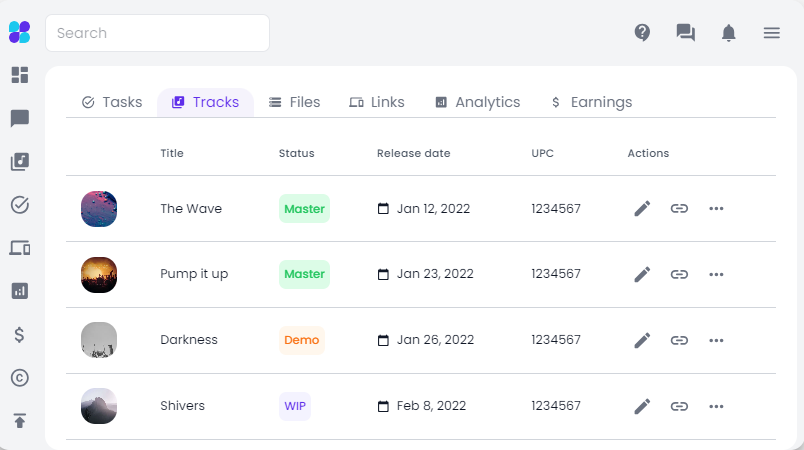 Search
Tasks Tracks Files Links Analytics $ Earnings
Title Status Release date UPC Actions
The Wave Master Jan 12, 2022 1234567
Pump it up Master Jan 23, 2022 1234567
Darkness Demo Jan 26, 2022 1234567
Shivers WIP Feb 8, 2022 1234567